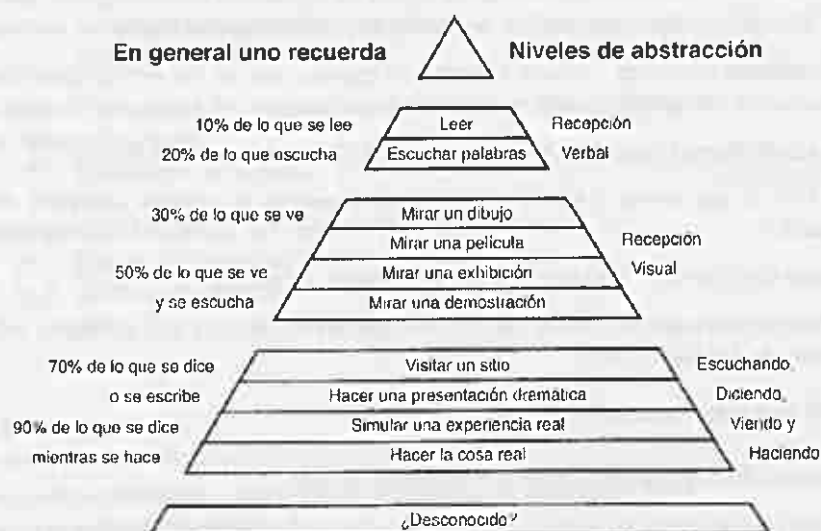 En general uno recuerda
Niveles de abstracción
10% de lo que se lee
Leer
Recepción
20% de lo que escucha
Escuchar palabras
Verbal
30% de lo que se ve
Mirar un dibujo
Mirar una película
Recepción
50% de lo que se ve
Mirar una exhibición
Visual
y se escucha
Mirar una demostración
70% de lo que se dice
Visitar un sitio
Escuchando,
o se escribe
Hacer una presentación dramática
Diciendo,
90% de lo que se dice
Simular una experiencia real
Viendo y
mientras se hace
Hacer la cosa real
Haciendo
¿Desconocido?